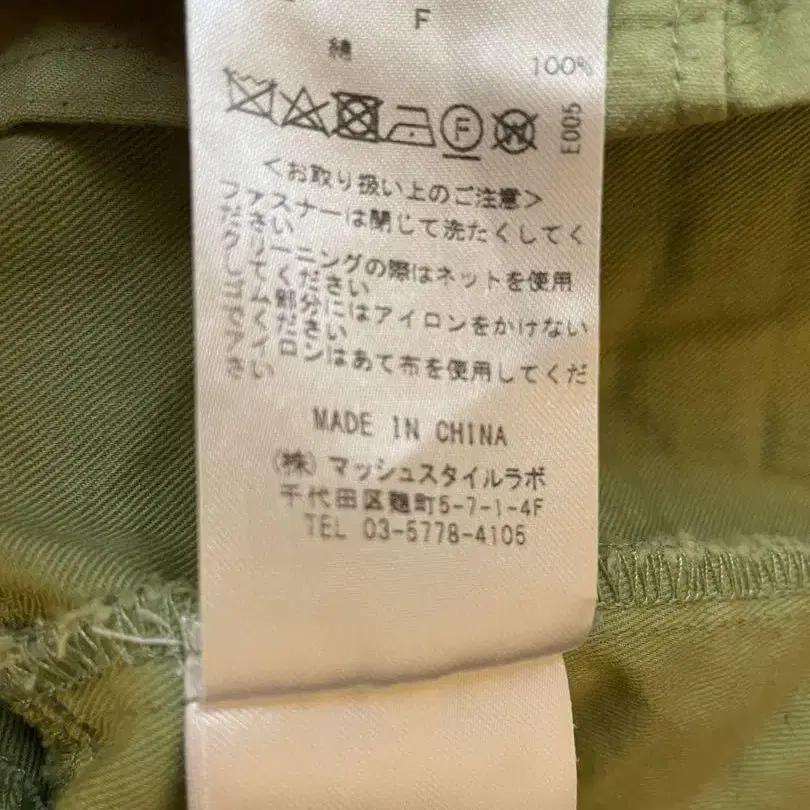 F
綿 100%
F W E005
<お取り扱い上のご注意>
ファスナーは閉じて洗たくしてく
ださい
クリーニングの際はネットを使用
してください
ゴム部分にはアイロンをかけない
でください
アイロンはあて布を使用してくだ
さい
MADE IN CHINA
(株) マッシュスタイルラボ
千代田区麹町5-7-1-4F
TEL 03-5778-4105